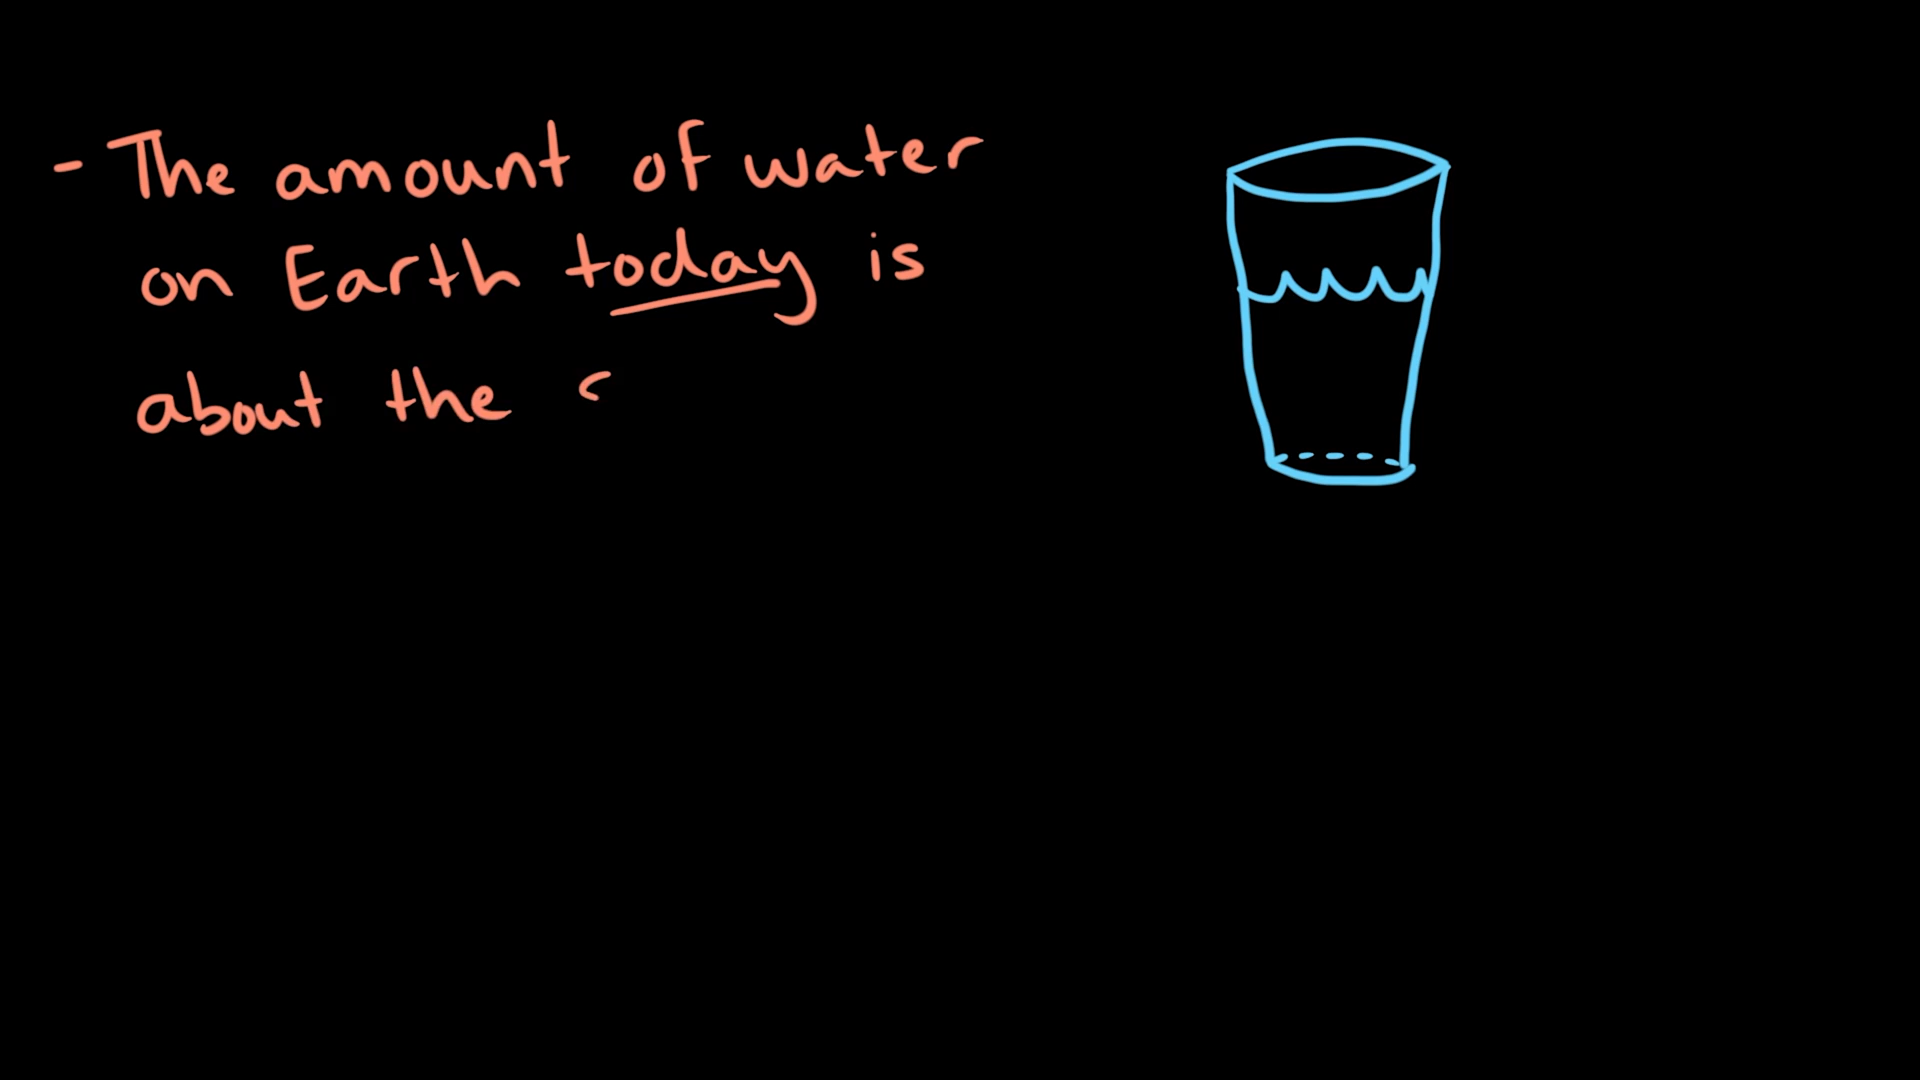 - The amount of water
on Earth today is
about the